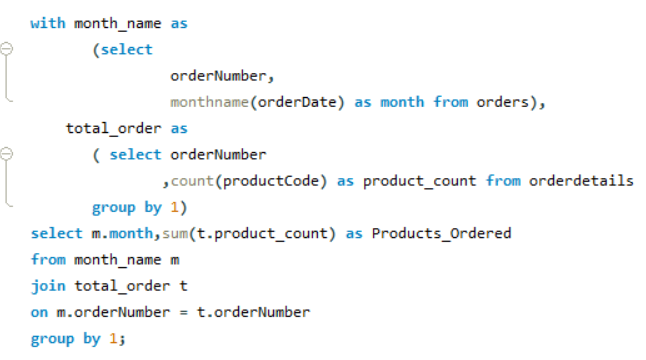 with month_name as
(select
orderNumber,
monthname(orderDate) as month from orders),
total_order as
( select orderNumber
,count(productCode) as product_count from orderdetails
group by 1)
select m.month,sum(t.product_count) as Products_Ordered
from month_name m
join total_order t
on m.orderNumber = t.orderNumber
group by 1;